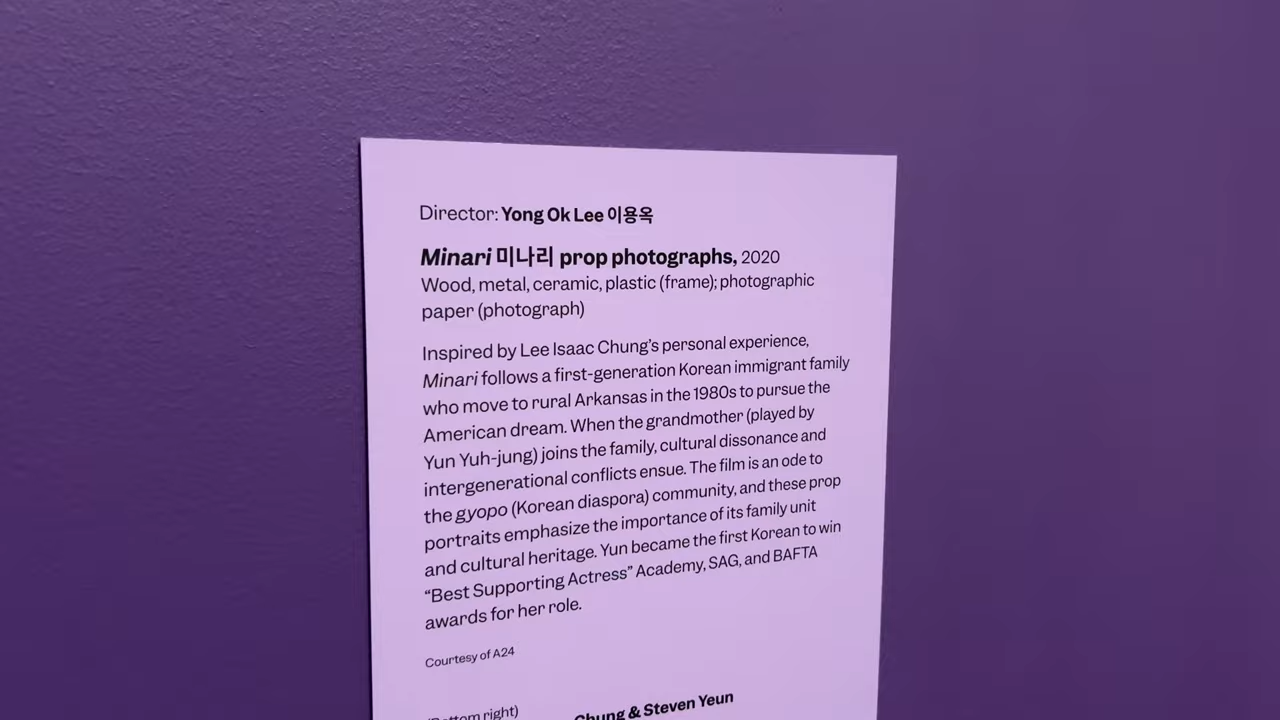 Director: Yong Ok Lee 이용옥
Minari 미나리 prop photographs, 2020
Wood, metal, ceramic, plastic (frame); photographic
paper (photograph)
Inspired by Lee Isaac Chung's personal experience,
Minari follows a first-generation Korean immigrant family
who move to rural Arkansas in the 1980s to pursue the
American dream. When the grandmother (played by
Yun Yuh-jung) joins the family, cultural dissonance and
intergenerational conflicts ensue. The film is an ode to
the gyopo (Korean diaspora) community, and these prop
portraits emphasize the importance of its family unit
and cultural heritage. Yun became the first Korean to win
“Best Supporting Actress” Academy, SAG, and BAFTA
awards for her role.
Courtesy of A24
(Bottom right)
Chung & Steven Yeun